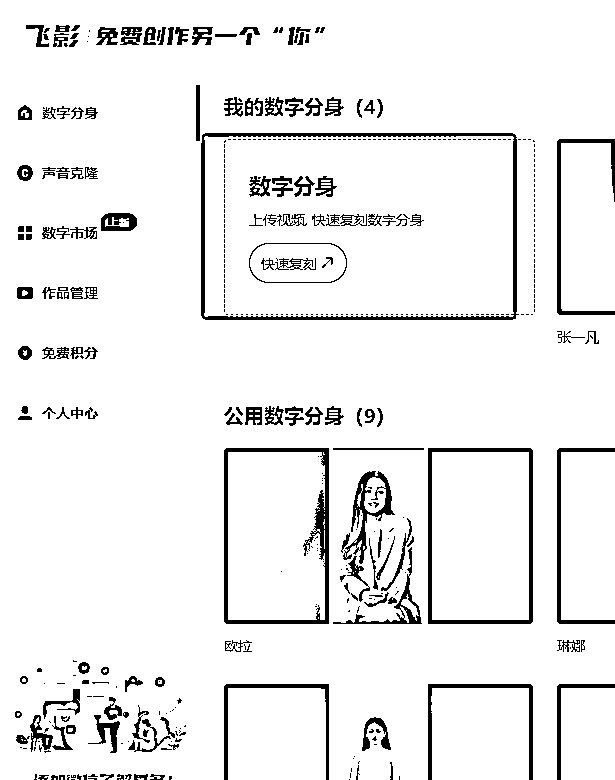 飞影 免费创作另一个“你”
数字分身
声音克隆
数字市场
上新
作品管理
免费积分
个人中心
我的数字分身（4）
数字分身
上传视频, 快速复刻数字分身
快速复刻
张一凡
公用数字分身（9）
欧拉
琳娜